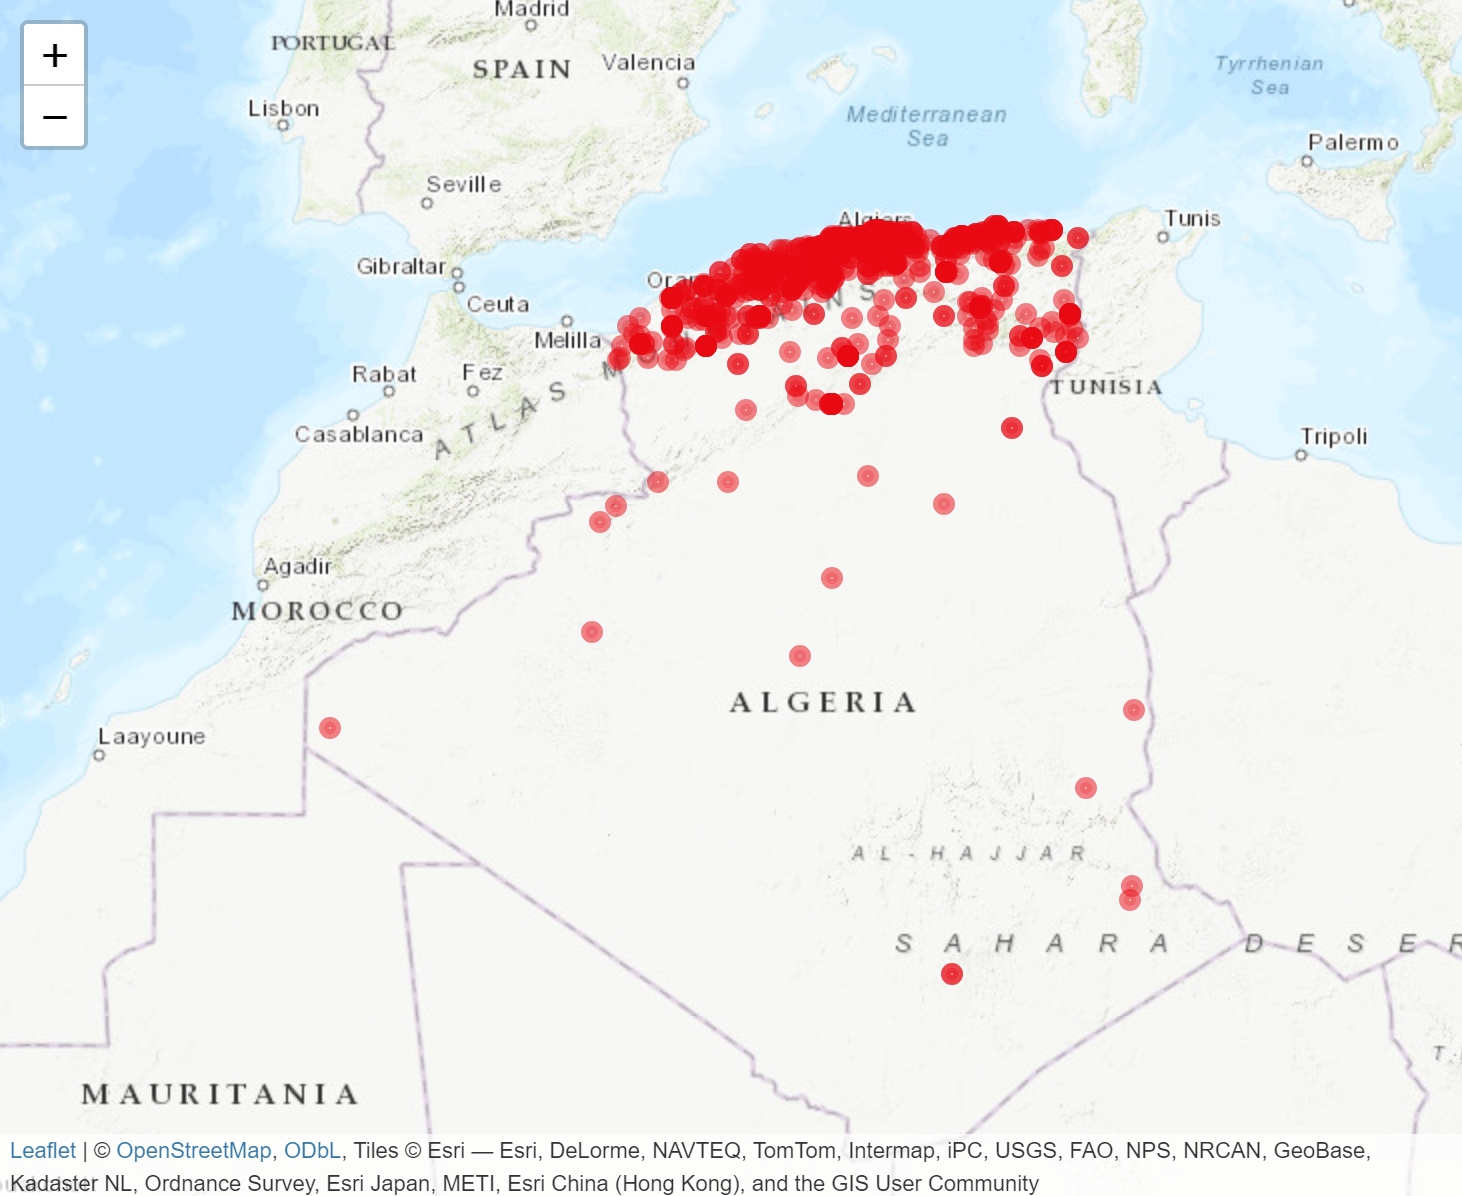 +
−
Madrid
PORTUGAL
SPAIN
Valencia
Tyrrhenian
Sea
Lisbon
Mediterranean
Sea
Palermo
Seville
Algiers
Tunis
Gibraltar
Oran
Ceuta
Melilla
Rabat
Fez
TUNISIA
ATLAS
Casablanca
Tripoli
Agadir
MOROCCO
ALGERIA
Laayoune
AL-HAJJAR
SAHARA DESER
MAURITANIA
Leaflet | © OpenStreetMap, ODbL, Tiles © Esri — Esri, DeLorme, NAVTEQ, TomTom, Intermap, iPC, USGS, FAO, NPS, NRCAN, GeoBase,
Kadaster NL, Ordnance Survey, Esri Japan, METI, Esri China (Hong Kong), and the GIS User Community